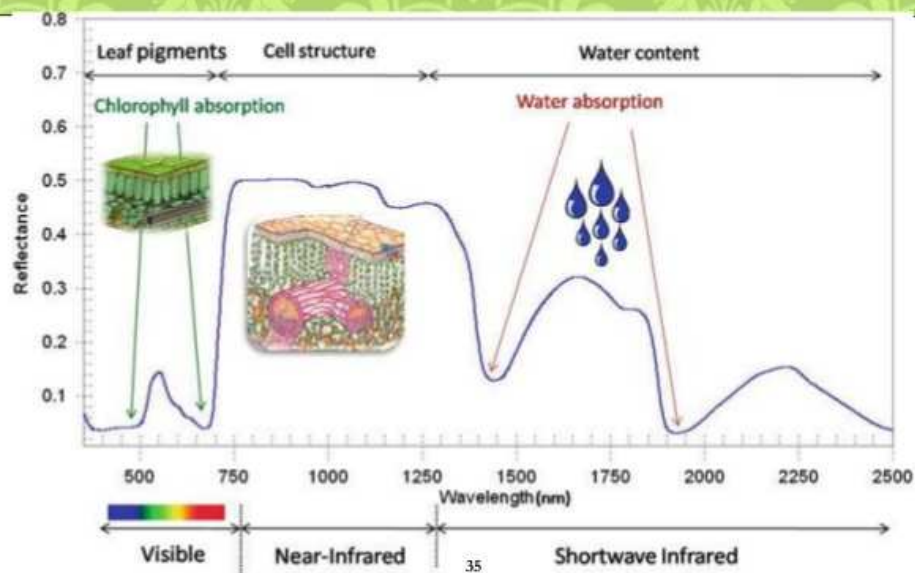 0.8
Leaf pigments Cell structure Water content
0.7
Chlorophyll absorption Water absorption
0.6
0.5
0.4
0.3
0.2
0.1
Reflectance
500 750 1000 1250 1500 1750 2000 2250 2500
Wavelength(nm)
Visible Near-Infrared Shortwave Infrared
35